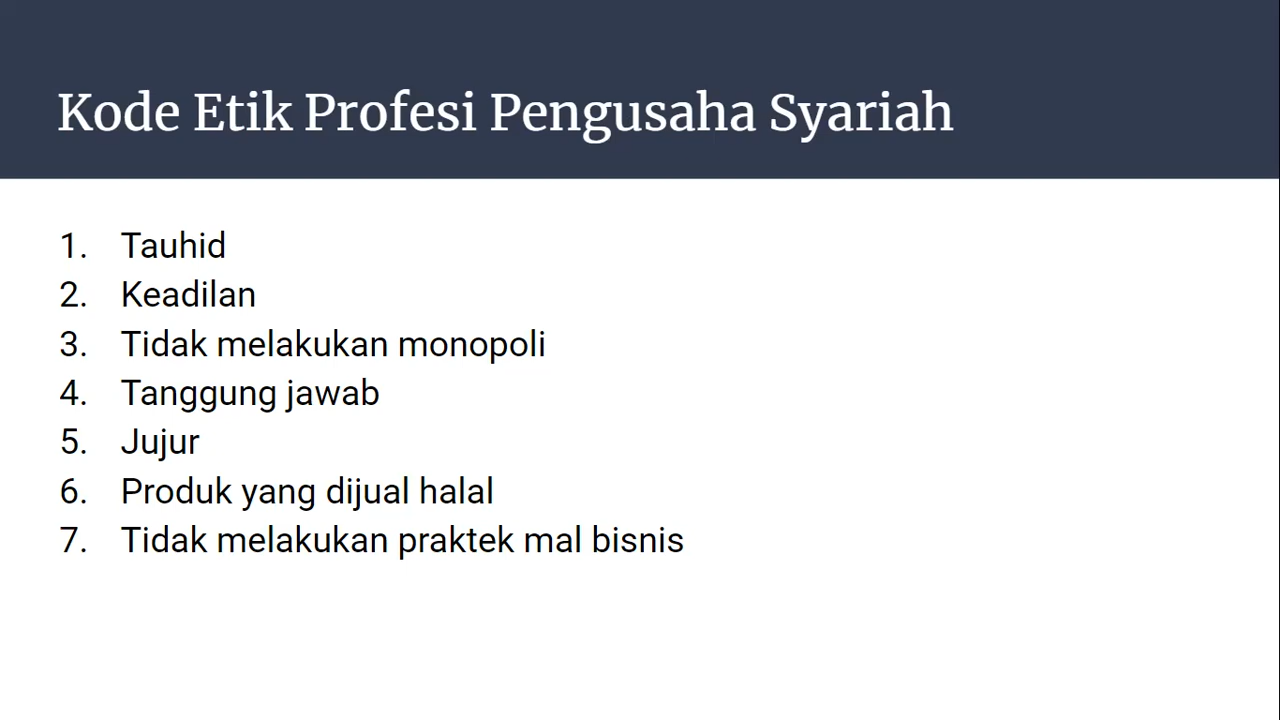 Kode Etik Profesi Pengusaha Syariah
1. Tauhid
2. Keadilan
3. Tidak melakukan monopoli
4. Tanggung jawab
5. Jujur
6. Produk yang dijual halal
7. Tidak melakukan praktek mal bisnis